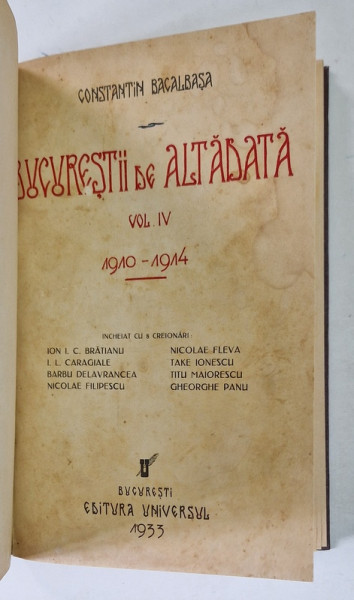 CONSTANTIN BACALBAȘA
BUCUREȘTII DE ALTĂDATĂ
VOL. IV
1910 - 1914
INCHEIAT CU 8 CREIONĂRI:
ION I. C. BRĂTIANU
I. L. CARAGIALE
BARBU DELAVRANCEA
NICOLAE FILIPESCU
NICOLAE FLEVA
TAKE IONESCU
TITU MAIORESCU
GHEORGHE PANU
BUCUREȘTI
EDITURA UNIVERSUL
1933